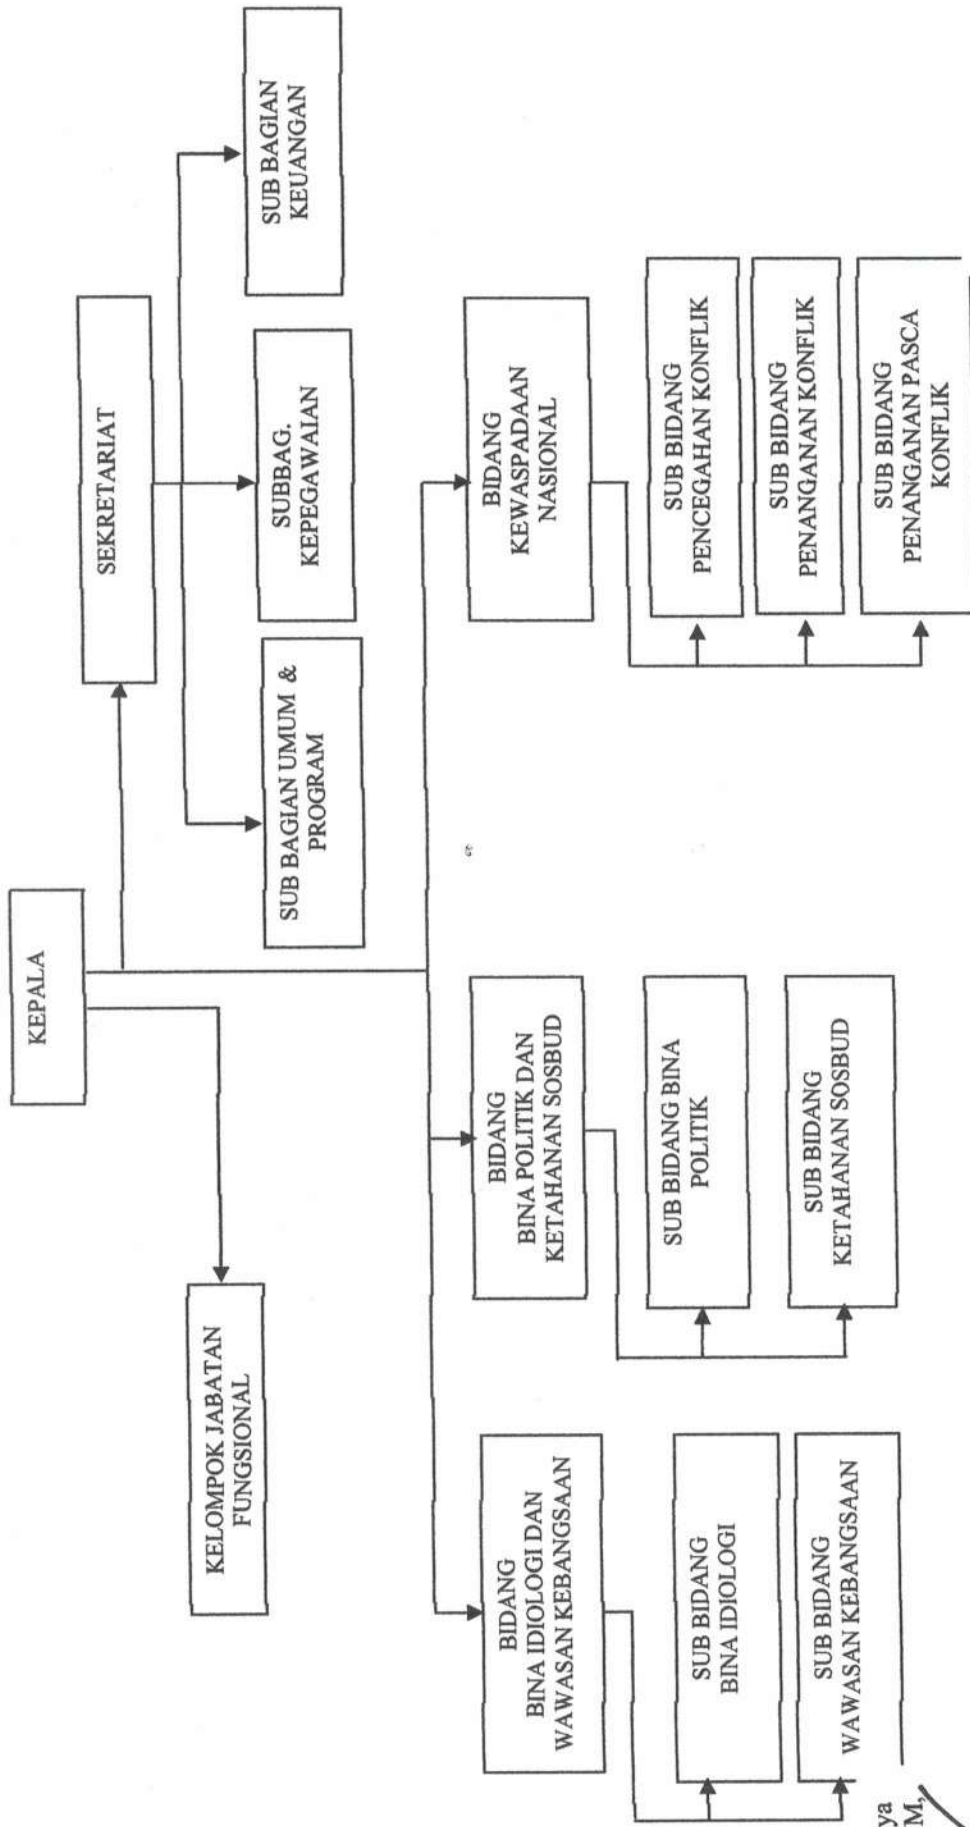 KEPALA
SEKRETARIAT
KELOMPOK JABATAN
FUNGSIONAL
SUB BAGIAN UMUM &
PROGRAM
SUBBAG.
KEPEGAWAIAN
SUB BAGIAN
KEUANGAN
BIDANG
BINA IDIOLOGI DAN
WAWASAN KEBANGSAAN
BIDANG
BINA POLITIK DAN
KETAHANAN SOSBUD
BIDANG
KEWASPADAAN
NASIONAL
SUB BIDANG
BINA IDIOLOGI
SUB BIDANG
WAWASAN KEBANGSAAN
SUB BIDANG BINA
POLITIK
SUB BIDANG
KETAHANAN SOSBUD
SUB BIDANG
PENCEGAHAN KONFLIK
SUB BIDANG
PENANGANAN KONFLIK
SUB BIDANG
PENANGANAN PASCA
KONFLIK
ya
M,